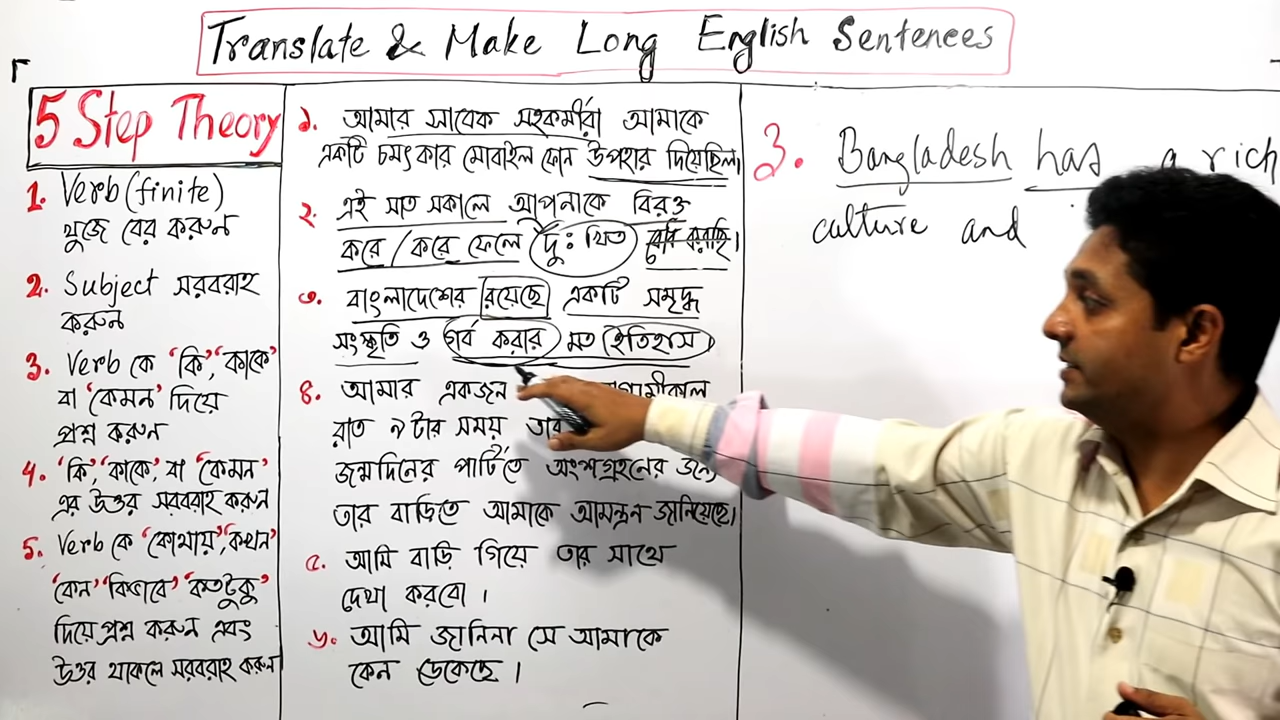 Translate & Make Long English Sentences
5 Step Theory
1. Verb (finite)
খুজে বের করুন
2. Subject সরবরাহ
করুন
3. Verb কে 'কি', 'কাকে'
বা 'কেমন' দিয়ে
প্রশ্ন করুন
4. 'কি', 'কাকে', বা 'কেমন'
এর উত্তর সরবরাহ করুন
5. Verb কে 'কোথায়', 'কখন'
'কেন' 'কিভাবে' 'কতটুকু'
দিয়ে প্রশ্ন করুন এবং
উত্তর থাকলে সরবরাহ করুন
১. আমার সাবেক সহকর্মীরা আমাকে
একটি চমৎকার মোবাইল ফোন উপহার দিয়েছিল।
২. এই সাত সকালে আপনাকে বিরক্ত
করে / করে ফেলে দুঃখিত
৩. বাংলাদেশের রয়েছে একটি সমৃদ্ধ
সংস্কৃতি ও গর্ব করার মত ইতিহাস
৪. আমার একজন
রাত ৯টার সময়
জন্মদিনের পার্টিতে অংশগ্রহনের জন্যে
তার বাড়িতে আমাকে আমন্ত্রন জানিয়েছে।
৫. আমি বাড়ি গিয়ে তার সাথে
দেখা করবো।
৬. আমি জানিনা সে আমাকে
কেন ডেকেছে।
3. Bangladesh has a rich
culture and